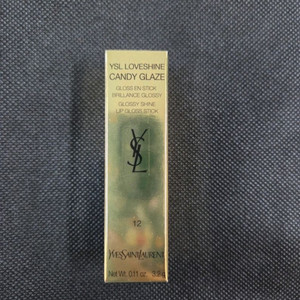 YSL LOVESHINE
CANDY GLAZE
GLOSS EN STICK
BRILLANCE GLOSSY
GLOSSY SHINE
LIP GLOSS STICK
YSL
12
YVESSAINTLAURENT
Net Wt. 0.11 oz. 3.2 g